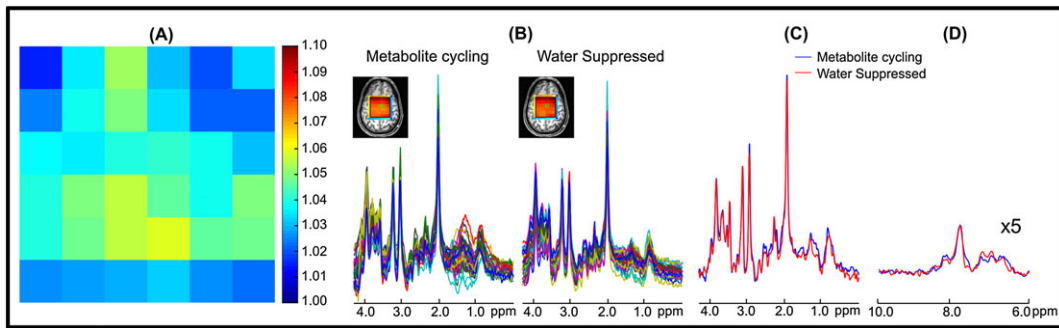 (A)
(B)
(C)
(D)
Metabolite cycling
Water Suppressed
Metabolite cycling
Water Suppressed
x5
1.10
1.09
1.08
1.07
1.06
1.05
1.04
1.03
1.02
1.01
1.00
4.0 3.0 2.0 1.0 ppm
4.0 3.0 2.0 1.0 ppm
4.0 3.0 2.0 1.0 ppm
10.0 8.0 6.0 ppm